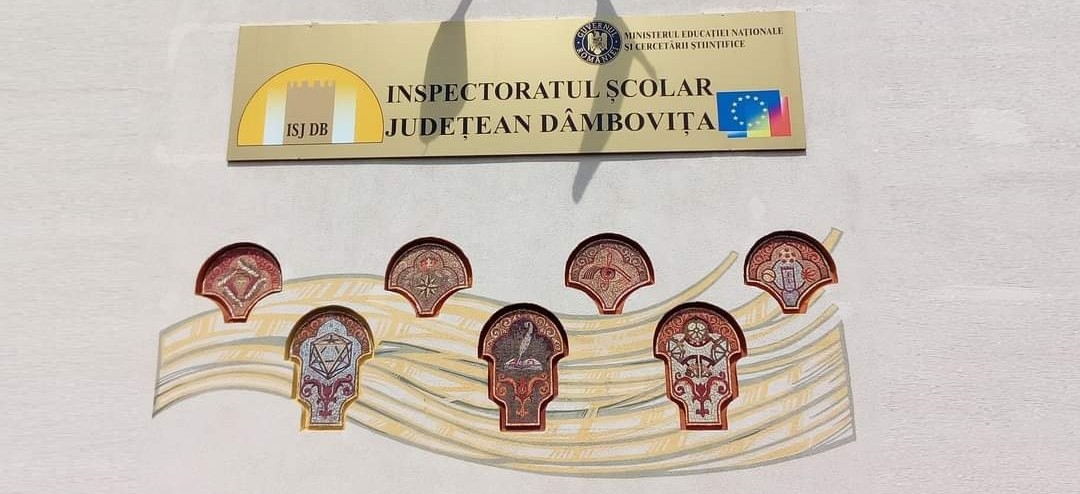 GUVERNUL ROMÂNIEI
MINISTERUL EDUCAȚIEI NAȚIONALE
ȘI CERCETĂRII ȘTIINȚIFICE
INSPECTORATUL ȘCOLAR
JUDEȚEAN DÂMBOVIȚA
ISJ DB